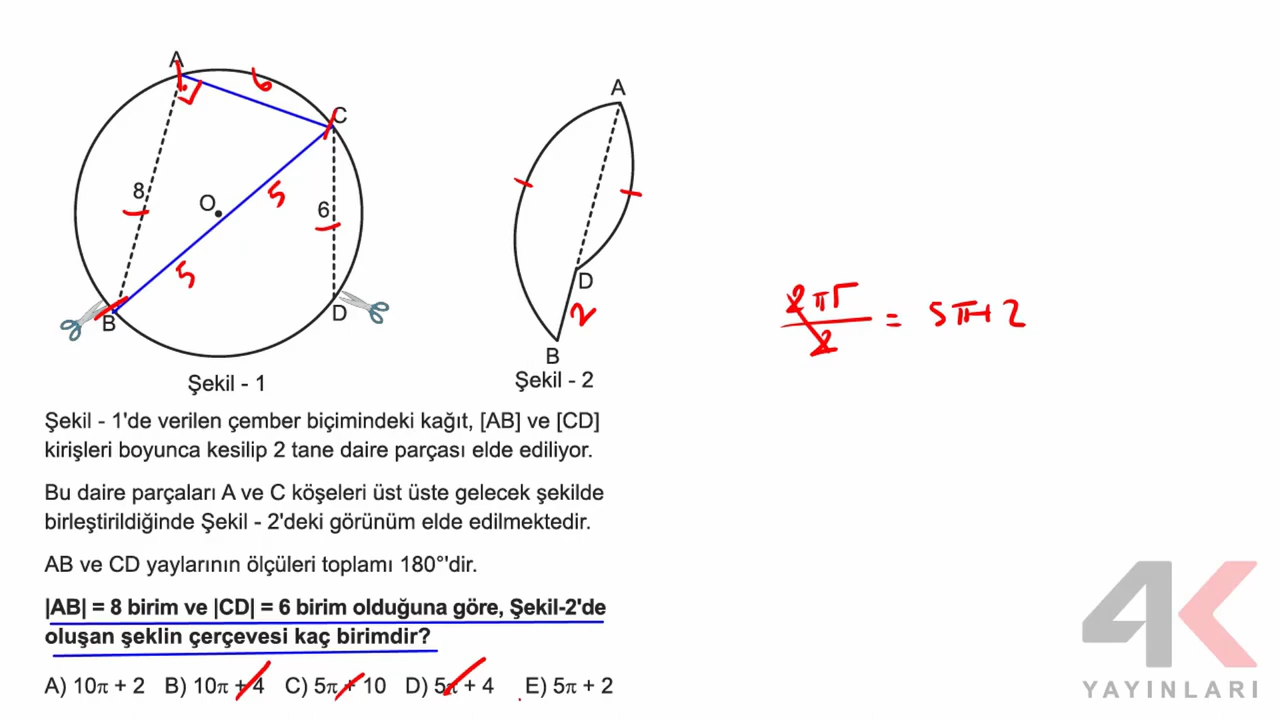 A
6
C
8
5
O
6
5
B
D
Şekil - 1
A
D
2
B
Şekil - 2
2πr/2 = 5π+2
Şekil - 1'de verilen çember biçimindeki kağıt, [AB] ve [CD]
kirişleri boyunca kesilip 2 tane daire parçası elde ediliyor.
Bu daire parçaları A ve C köşeleri üst üste gelecek şekilde
birleştirildiğinde Şekil - 2'deki görünüm elde edilmektedir.
AB ve CD yaylarının ölçüleri toplamı 180°'dir.
|AB| = 8 birim ve |CD| = 6 birim olduğuna göre, Şekil-2'de
oluşan şeklin çerçevesi kaç birimdir?
A) 10π + 2 B) 10π + 4 C) 5π + 10 D) 5π + 4 E) 5π + 2
4K
YAYINLARI